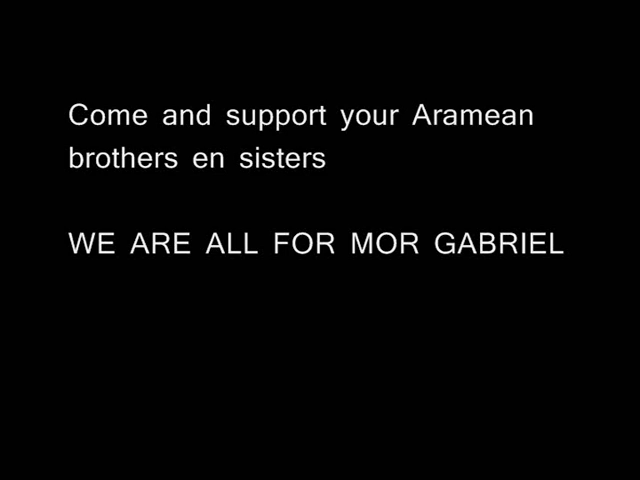 Come and support your Aramean
brothers en sisters
WE ARE ALL FOR MOR GABRIEL